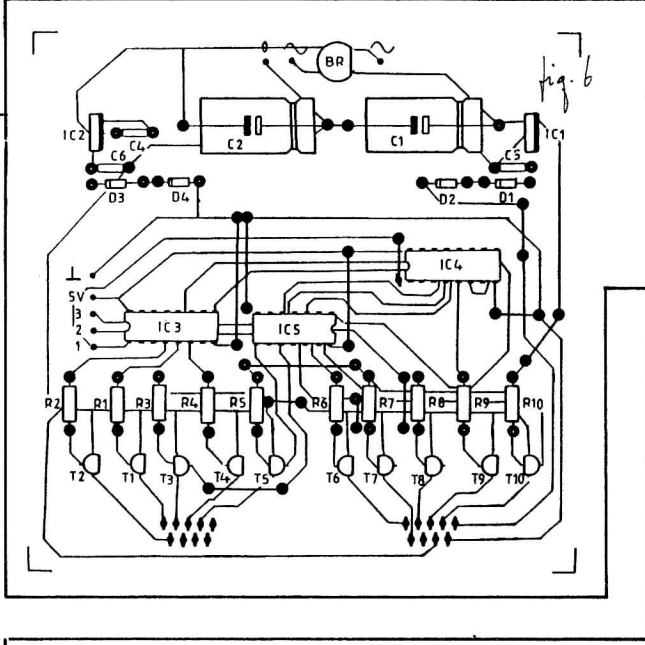 BR
fig. 6
IC2
C4
C2
C1
IC1
C6
C5
D3
D4
D2
D1
IC4
⊥
5V
3
2
1
IC3
IC5
R2
R1
R3
R4
R5
R6
R7
R8
R9
R10
T2
T1
T3
T4
T5
T6
T7
T8
T9
T10